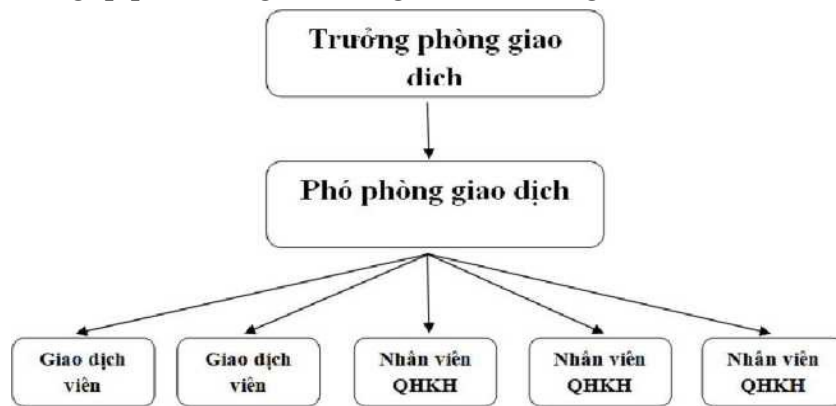 Trưởng phòng giao
dịch
Phó phòng giao dịch
Giao dịch
viên
Giao dịch
viên
Nhân viên
QHKH
Nhân viên
QHKH
Nhân viên
QHKH